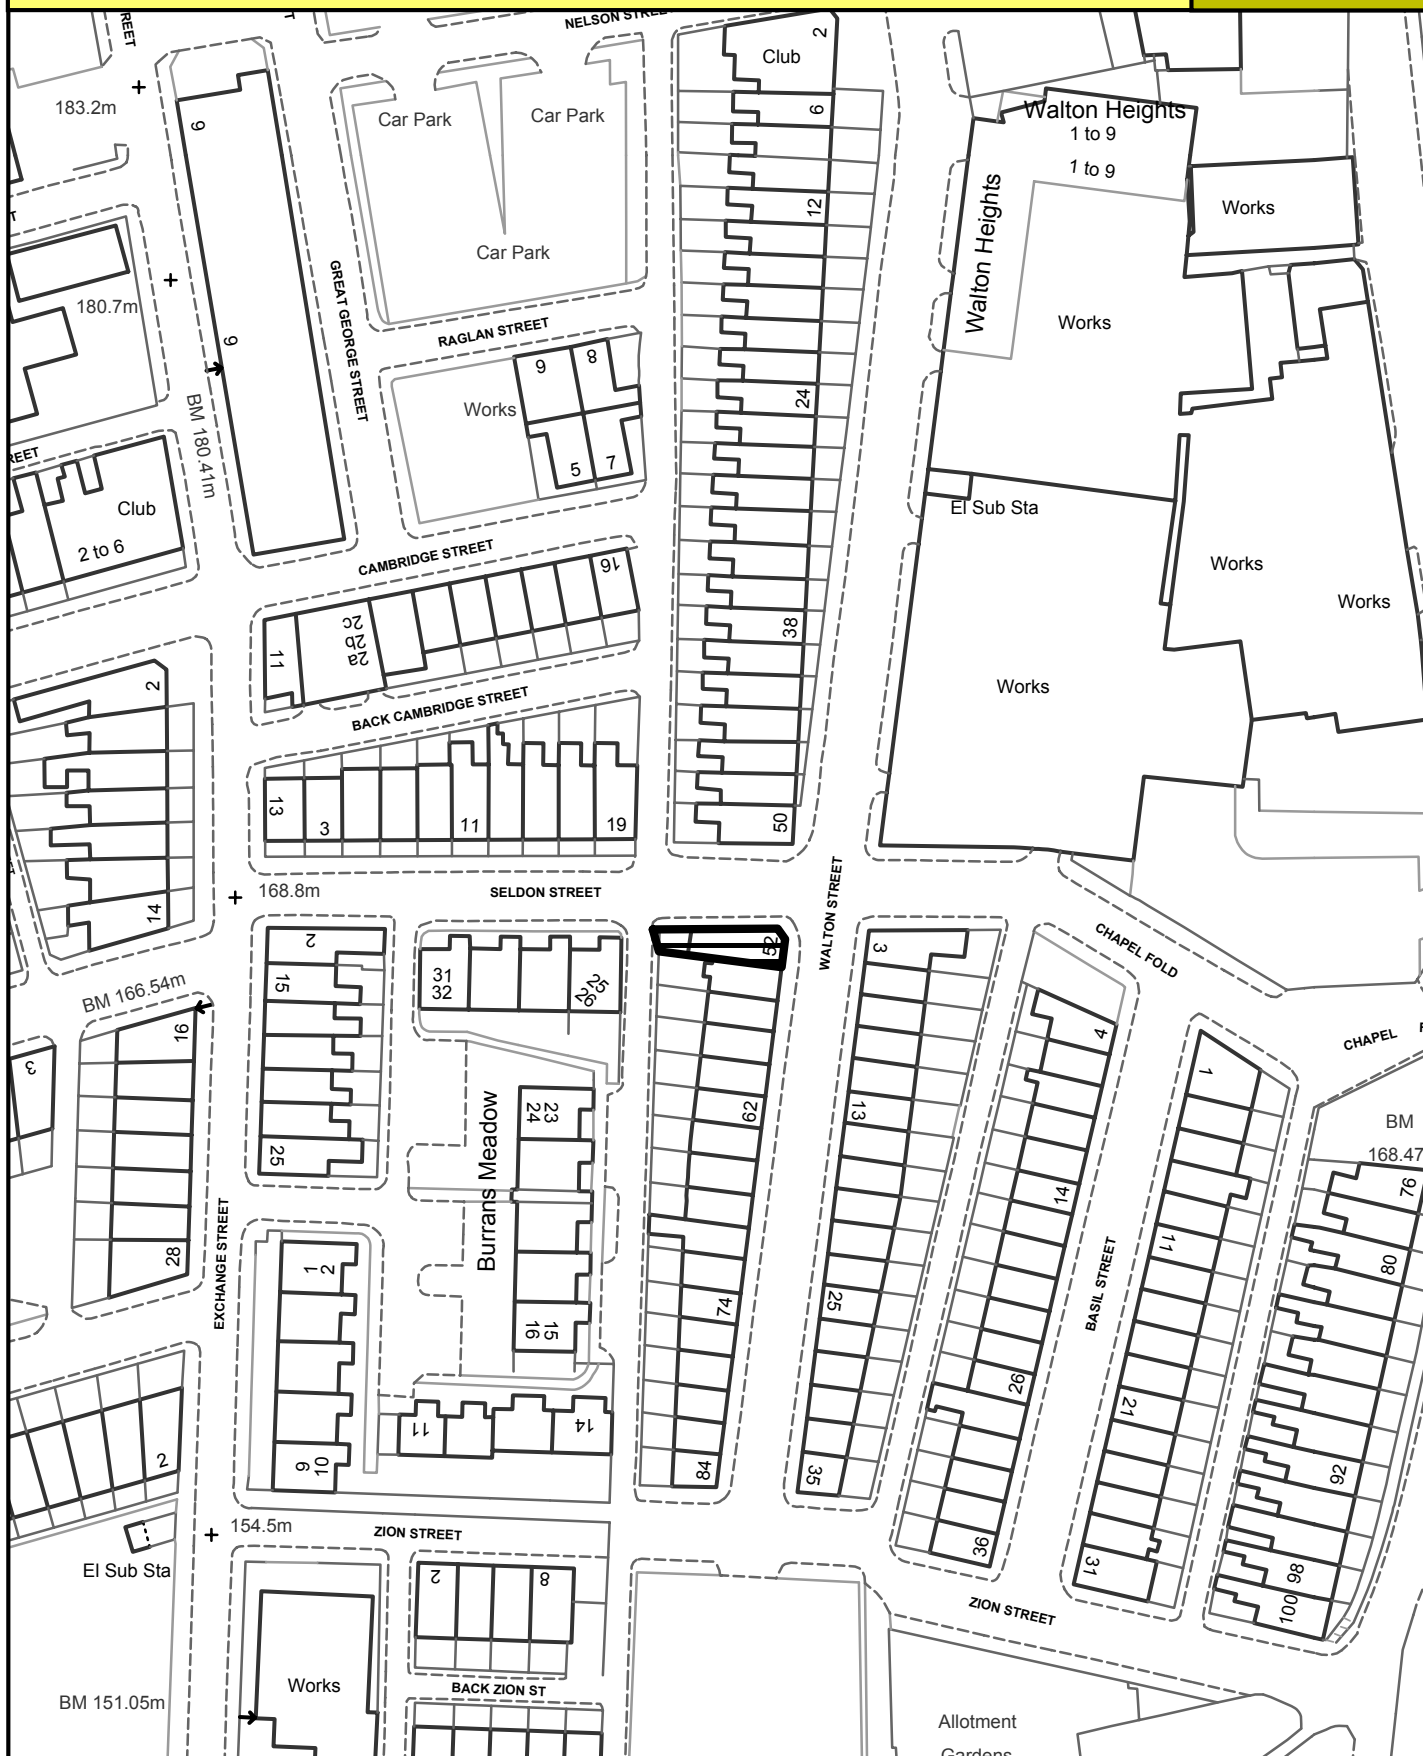 NELSON STREE
REET
T
183.2m
9
Car Park
Car Park
Car Park
Club
2
6
12
24
38
50
Walton Heights
1 to 9
1 to 9
Walton Heights
Works
Works
180.7m
GREAT GEORGE STREET
RAGLAN STREET
9
8
Works
5
7
9
BM 180.41m
T
REET
Club
2 to 6
El Sub Sta
Works
Works
Works
CAMBRIDGE STREET
16
2c
2b
2a
11
BACK CAMBRIDGE STREET
2
14
13
3
11
19
168.8m
SELDON STREET
WALTON STREET
CHAPEL FOLD
CHAPEL
F
BM
168.47
BM 166.54m
2
15
25
31
32
25
26
52
62
74
84
3
13
25
35
4
14
26
36
1
11
21
31
76
80
92
98
100
16
28
3
23
24
Burrans Meadow
15
16
EXCHANGE STREET
1
2
9
10
11
14
BASIL STREET
2
154.5m
ZION STREET
El Sub Sta
2
8
ZION STREET
Works
BACK ZION ST
BM 151.05m
Allotment
Gardens